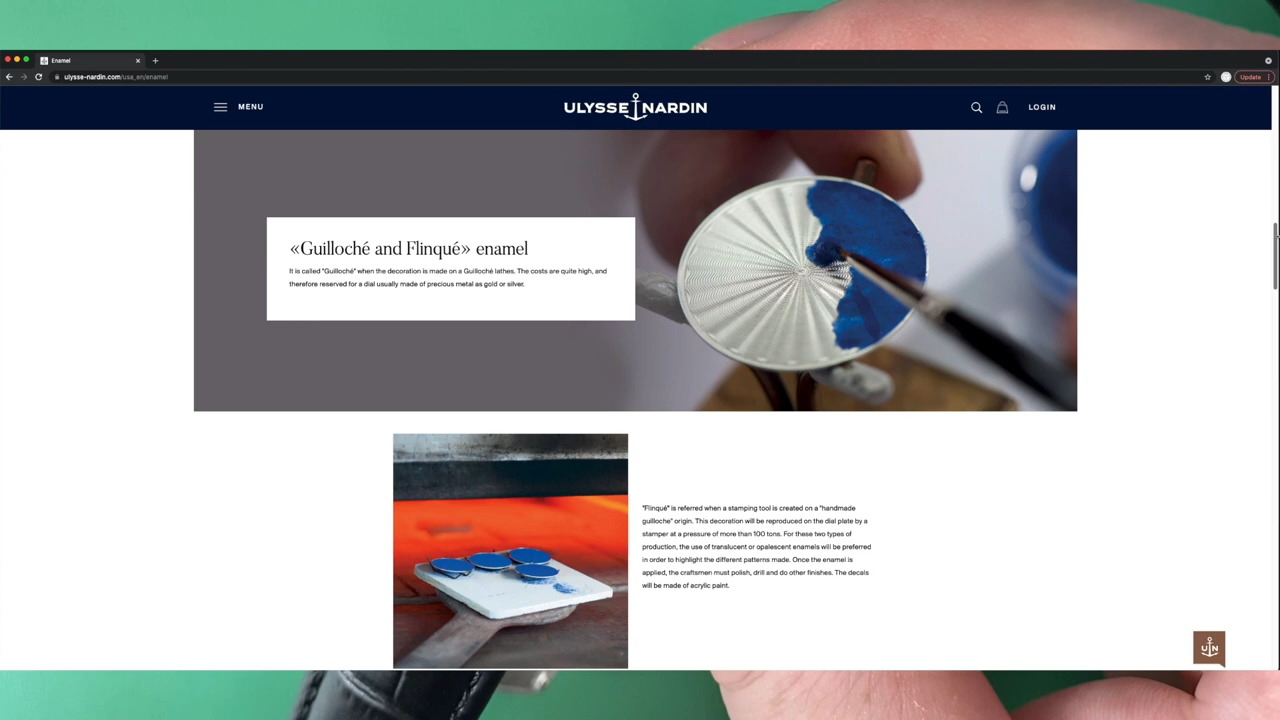 Enamel
ulysse-nardin.com/usa_en/enamel
Update
MENU
ULYSSE NARDIN
LOGIN
«Guilloché and Flinqué» enamel
It is called "Guilloché" when the decoration is made on a Guilloché lathes. The costs are quite high, and
therefore reserved for a dial usually made of precious metal as gold or silver.
"Flinqué" is referred when a stamping tool is created on a "handmade
guilloche" origin. This decoration will be reproduced on the dial plate by a
stamper at a pressure of more than 100 tons. For these two types of
production, the use of translucent or opalescent enamels will be preferred
in order to highlight the different patterns made. Once the enamel is
applied, the craftsmen must polish, drill and do other finishes. The decals
will be made of acrylic paint.
UN